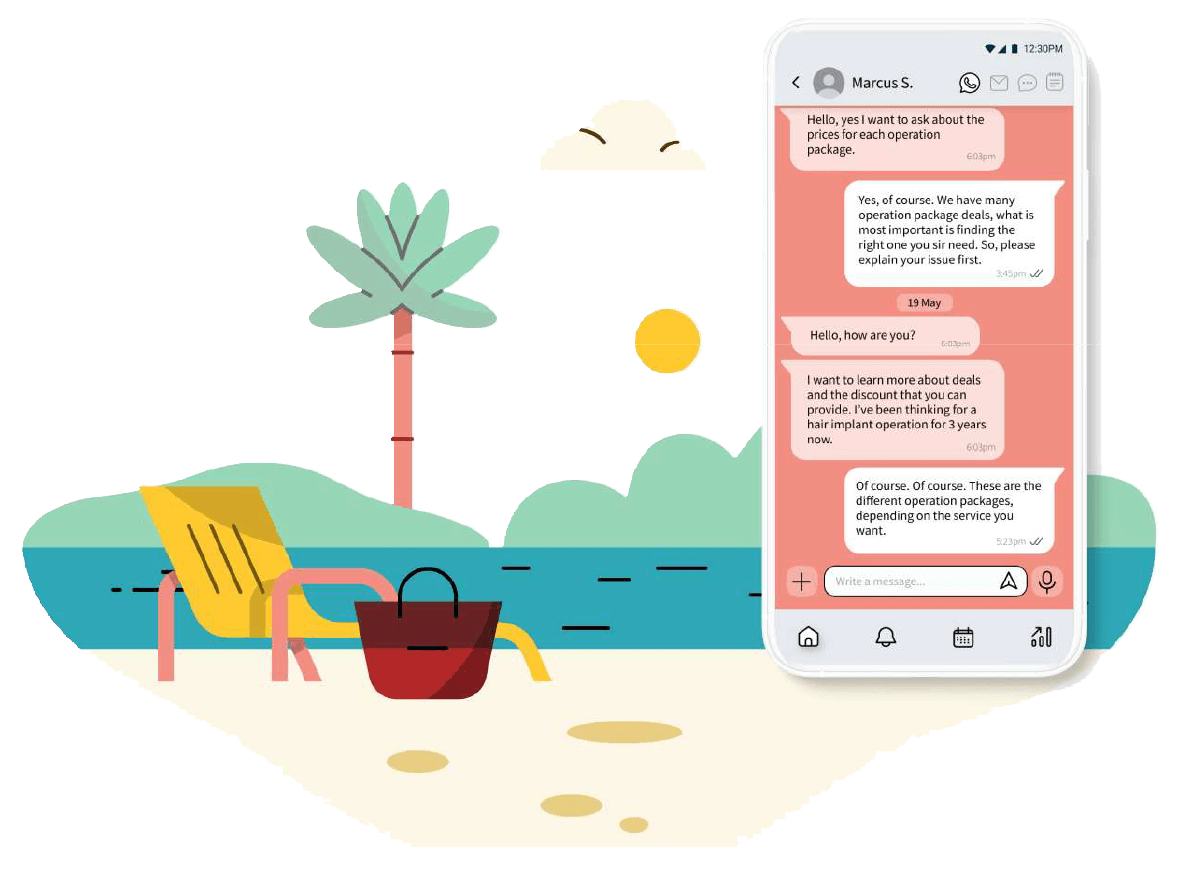 12:30PM
Marcus S.
Hello, yes I want to ask about the
prices for each operation
package.
6:03pm
Yes, of course. We have many
operation package deals, what is
most important is finding the
right one you sir need. So, please
explain your issue first.
3:45pm
19 May
Hello, how are you?
6:03pm
I want to learn more about deals
and the discount that you can
provide. I've been thinking for a
hair implant operation for 3 years
now.
6:03pm
Of course. Of course. These are the
different operation packages,
depending on the service you
want.
5:23pm
Write a message...